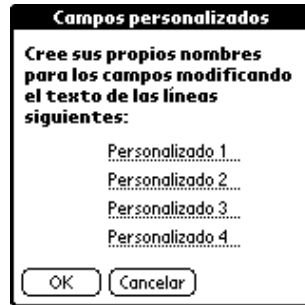 Campos personalizados
Cree sus propios nombres
para los campos modificando
el texto de las líneas
siguientes:
Personalizado 1
Personalizado 2
Personalizado 3
Personalizado 4
OK Cancelar